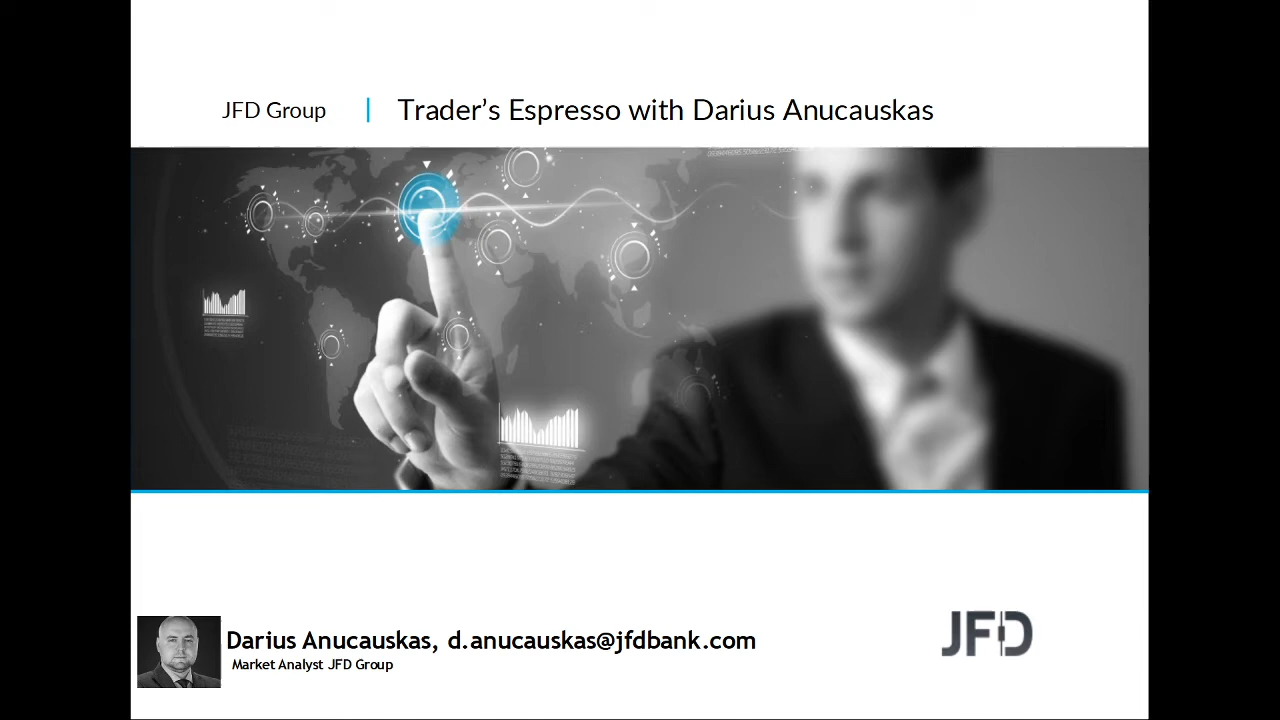 JFD Group | Trader’s Espresso with Darius Anucauskas
Darius Anucauskas, d.anucauskas@jfdbank.com
Market Analyst JFD Group
JFD